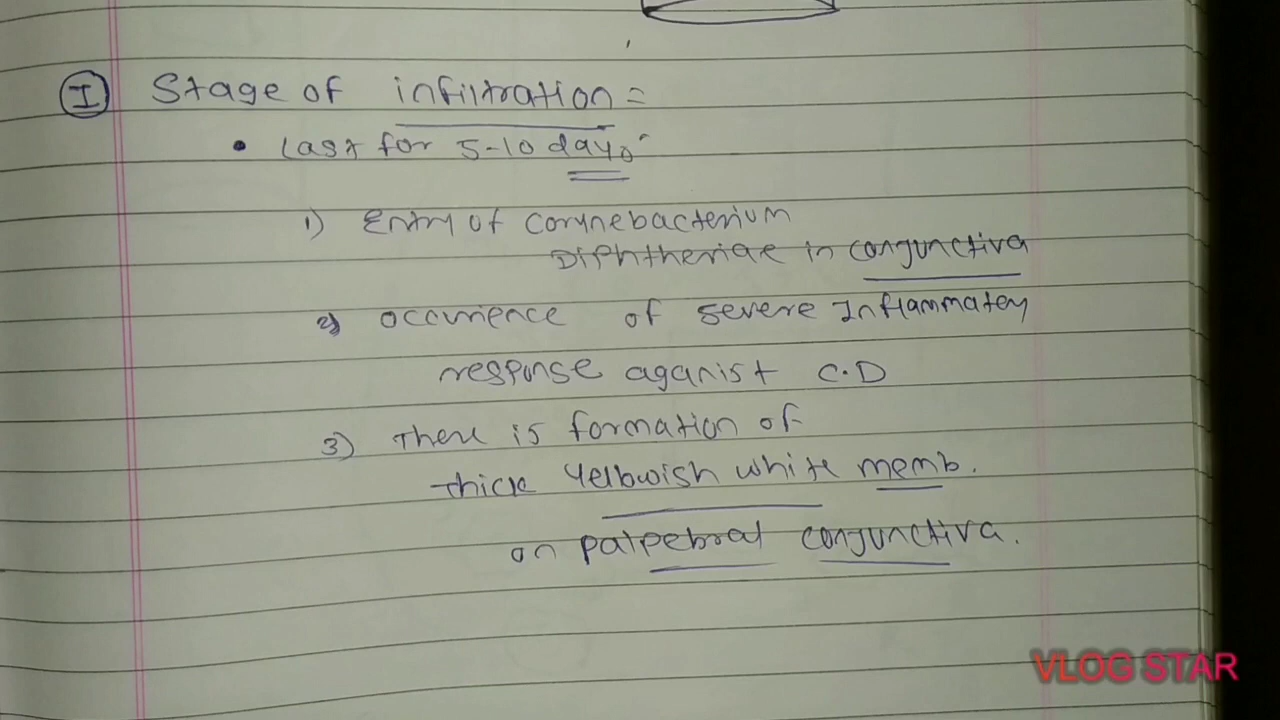 I Stage of infiltration =
• Last for 5-10 days
1) Entry of Corynebacterium
Diphtheriae in conjunctiva
2) occurrence of severe Inflammatory
response aganist C.D
3) There is formation of
thick Yellowish white memb.
on palpebral conjunctiva.
VLOG STAR